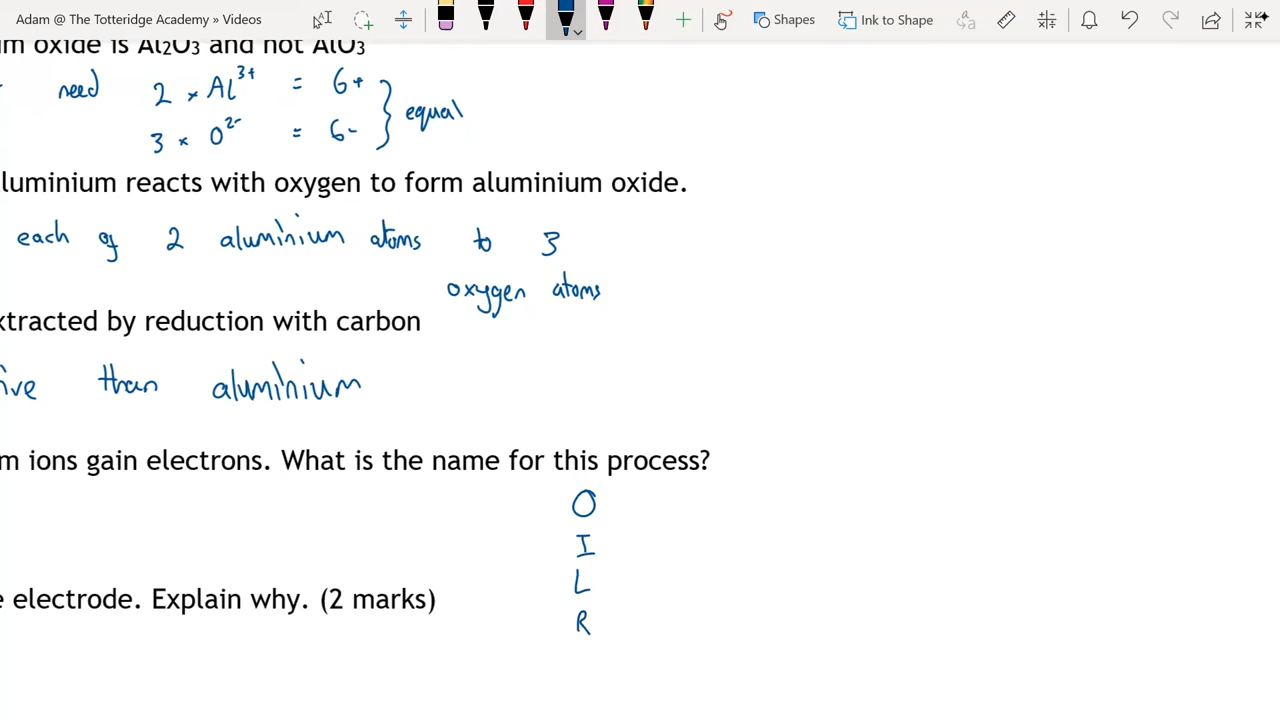 Adam @ The Totteridge Academy » Videos
Shapes
Ink to Shape
oxide is Al₂O₃ and not AlO₃
need 2 × Al³⁺ = 6+
3 × O²⁻ = 6-
equal
luminium reacts with oxygen to form aluminium oxide.
each of 2 aluminium atoms to 3
oxygen atoms
xtracted by reduction with carbon
ive than aluminium
m ions gain electrons. What is the name for this process?
O
I
L
R
e electrode. Explain why. (2 marks)